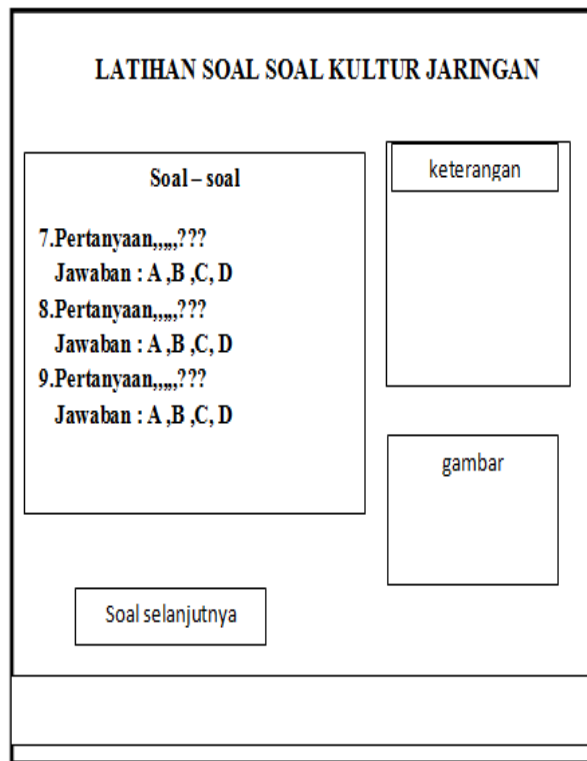 LATIHAN SOAL SOAL KULTUR JARINGAN
Soal – soal
7.Pertanyaan,,,,,???
Jawaban : A ,B ,C, D
8.Pertanyaan,,,,,???
Jawaban : A ,B ,C, D
9.Pertanyaan,,,,,???
Jawaban : A ,B ,C, D
keterangan
gambar
Soal selanjutnya